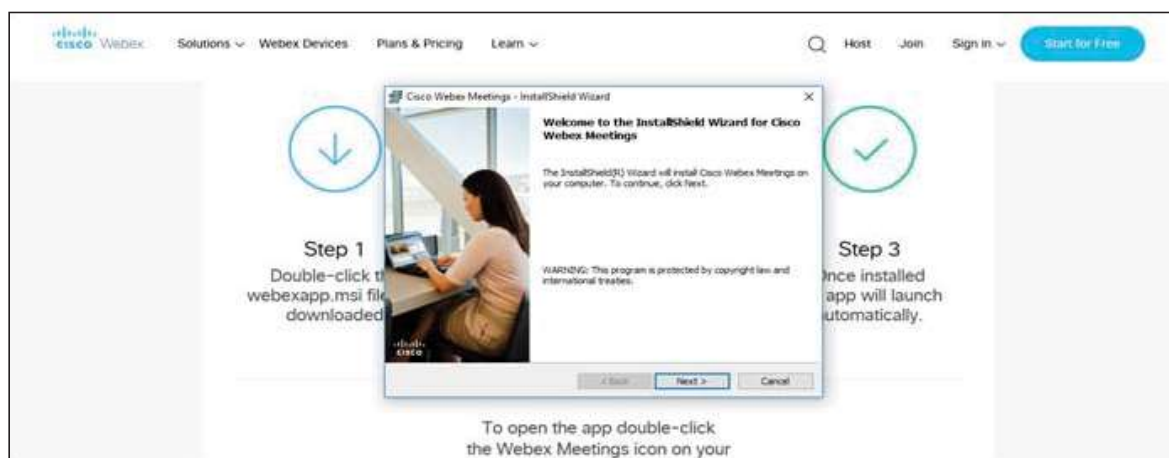 CISCO Webex Solutions Webex Devices Plans & Pricing Learn Host Join Sign in Start for Free
Cisco Webex Meetings - InstallShield Wizard
Welcome to the InstallShield Wizard for Cisco
Webex Meetings
The InstallShield(R) Wizard will install Cisco Webex Meetings on
your computer. To continue, click Next.
WARNING: This program is protected by copyright law and
international treaties.
CISCO
< Back Next > Cancel
Step 1
Double-click t
webexapp.msi file
downloaded
Step 3
nce installed
app will launch
utomatically.
To open the app double-click
the Webex Meetings icon on your